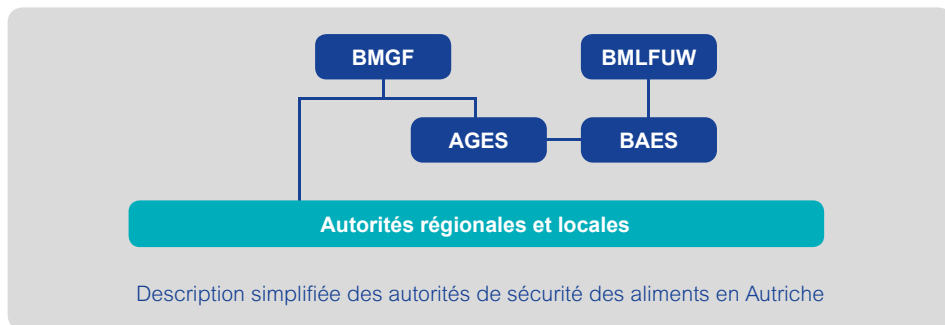 BMGF
BMLFUW
AGES
BAES
Autorités régionales et locales
Description simplifiée des autorités de sécurité des aliments en Autriche